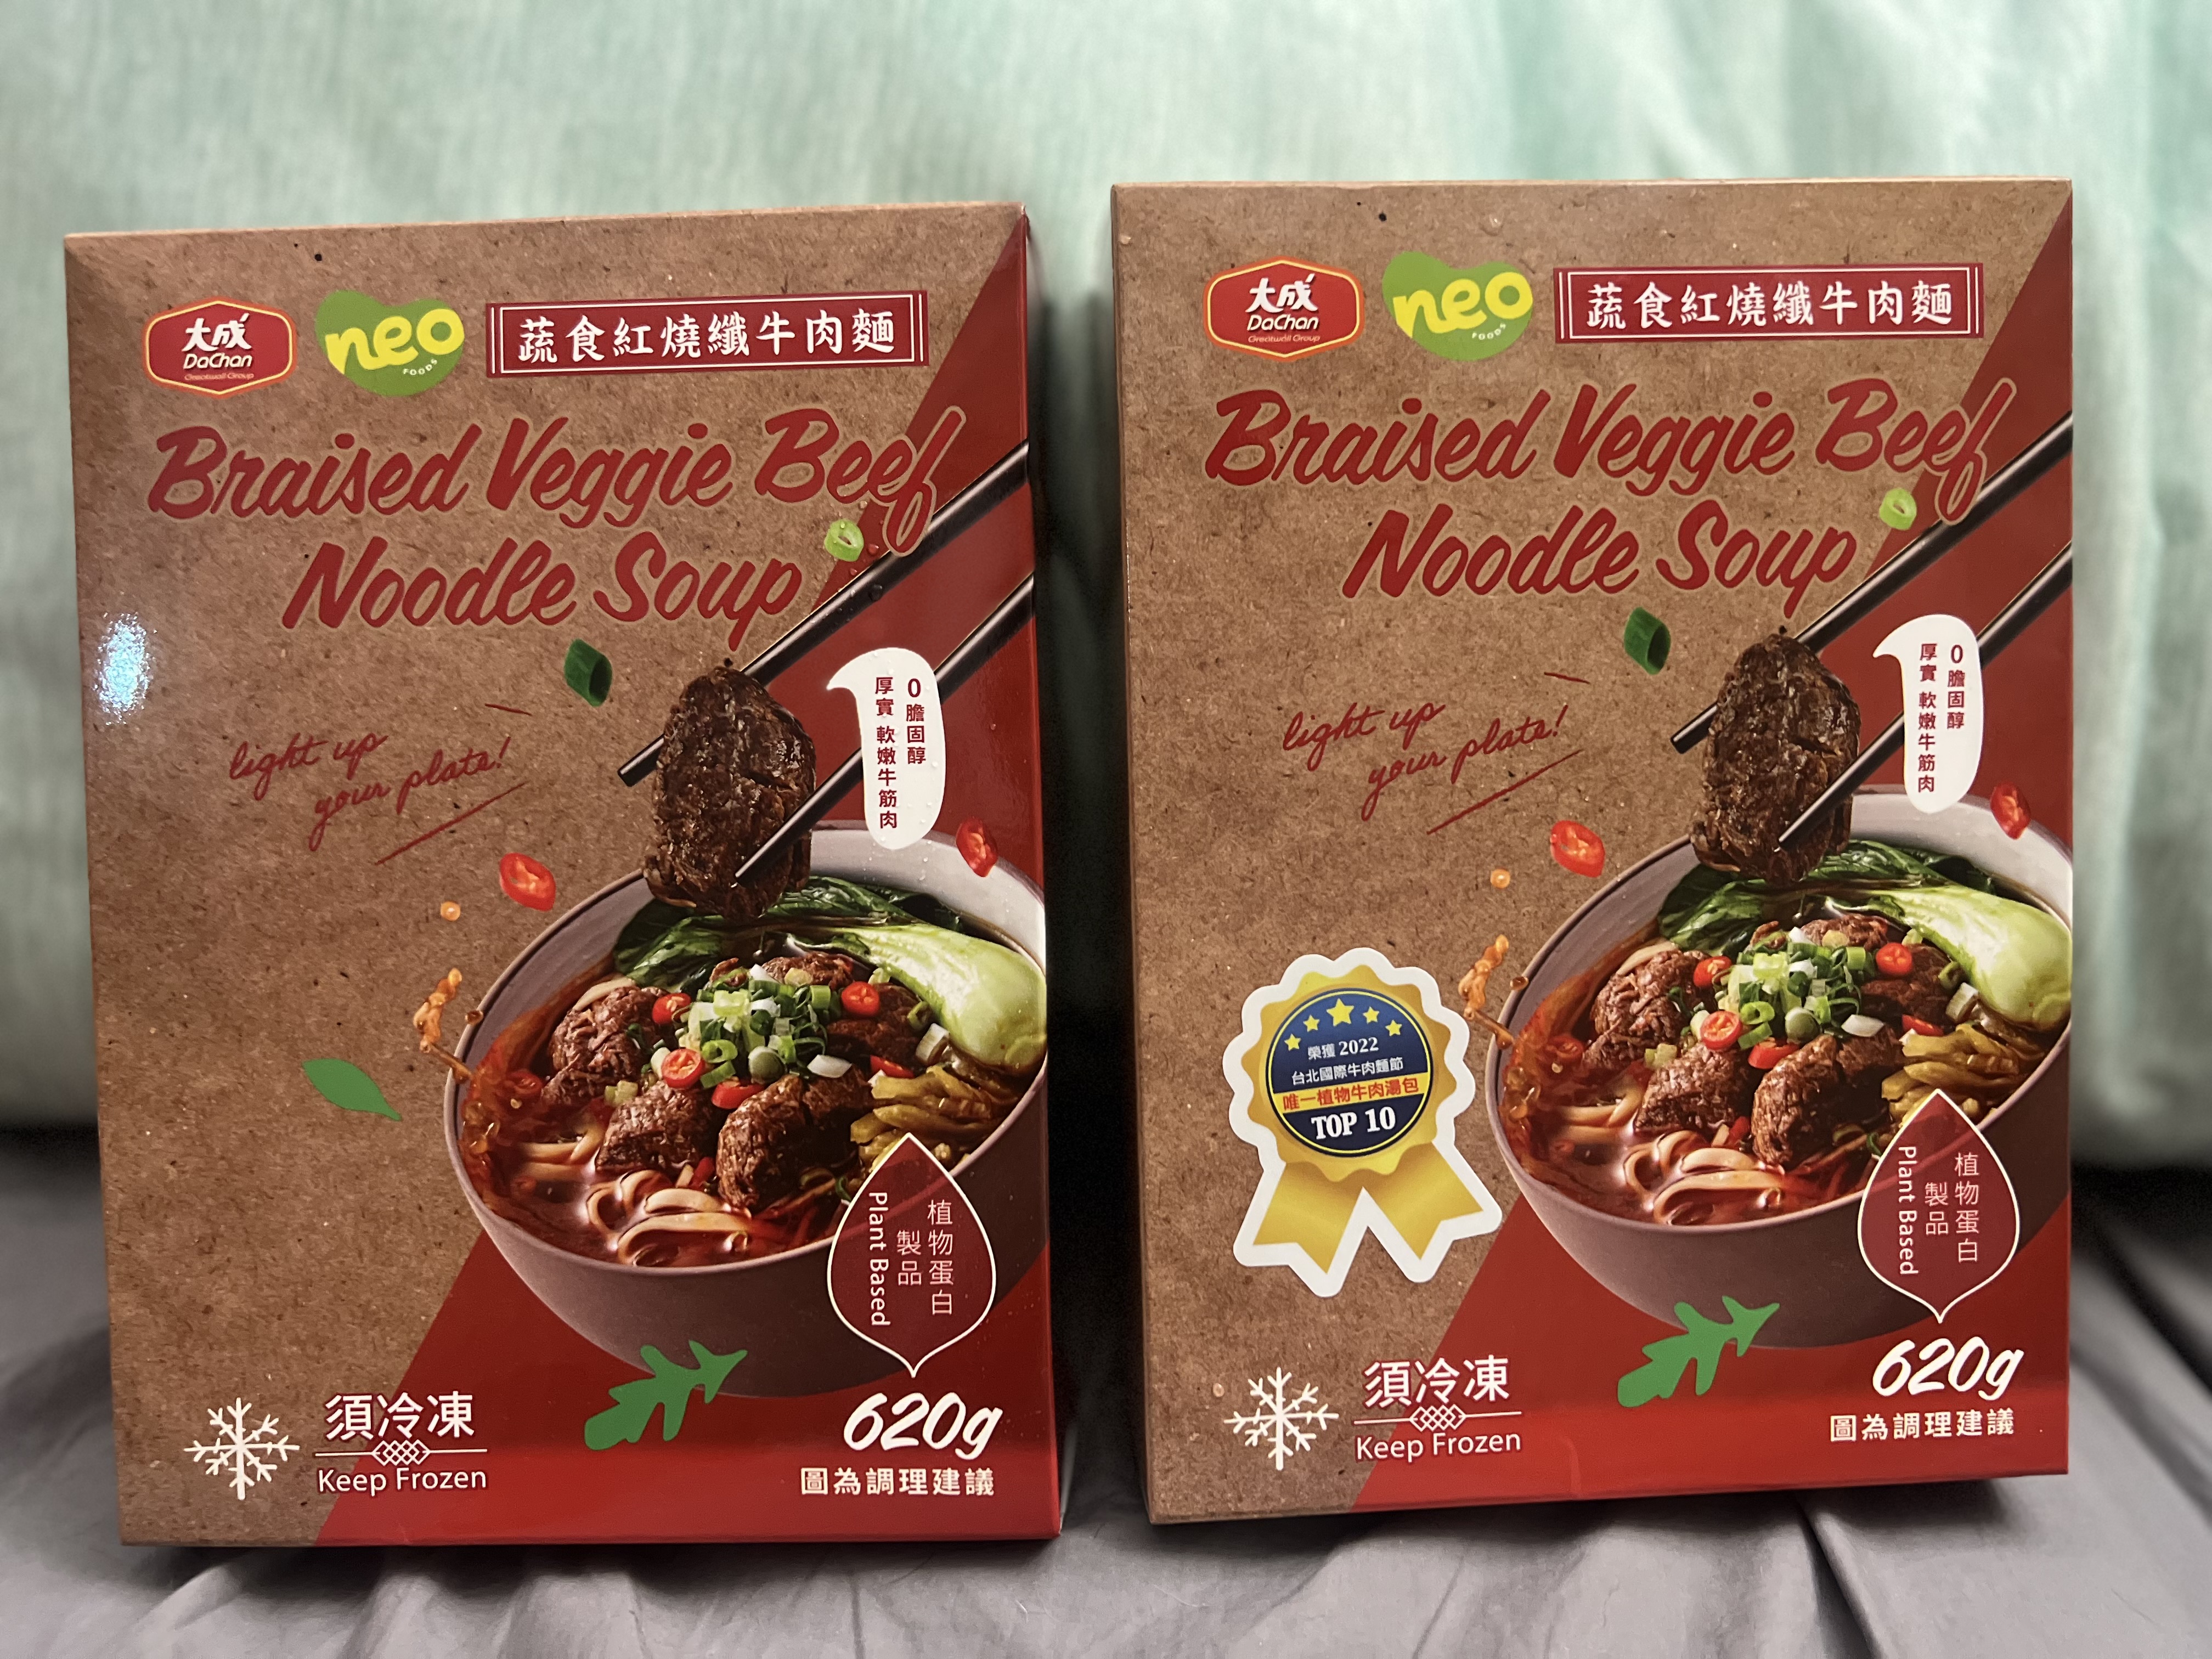 大成
DaChan
Greatwall Group
neo
FOODS
蔬食紅燒纖牛肉麵
Braised Veggie Beef
Noodle Soup
light up
your plate!
0膽固醇
厚實 軟嫩牛筋肉
植物蛋白
製品
Plant Based
須冷凍
Keep Frozen
620g
圖為調理建議
大成
DaChan
Greatwall Group
neo
FOODS
蔬食紅燒纖牛肉麵
Braised Veggie Beef
Noodle Soup
light up
your plate!
0膽固醇
厚實 軟嫩牛筋肉
榮獲 2022
台北國際牛肉麵節
唯一植物牛肉湯包
TOP 10
植物蛋白
製品
Plant Based
須冷凍
Keep Frozen
620g
圖為調理建議